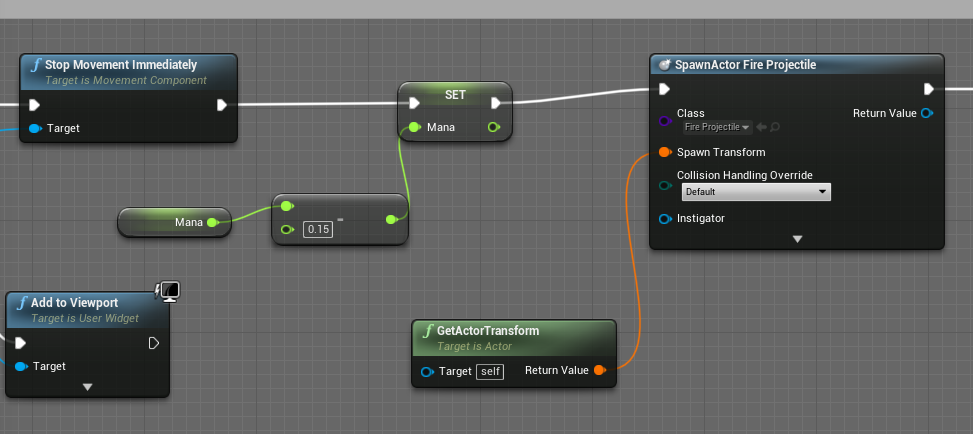 Stop Movement Immediately
Target is Movement Component
Target
SET
Mana
SpawnActor Fire Projectile
Class
Fire Projectile
Return Value
Spawn Transform
Collision Handling Override
Default
Instigator
Mana
-
0.15
Add to Viewport
Target is User Widget
Target
GetActorTransform
Target is Actor
Target self
Return Value